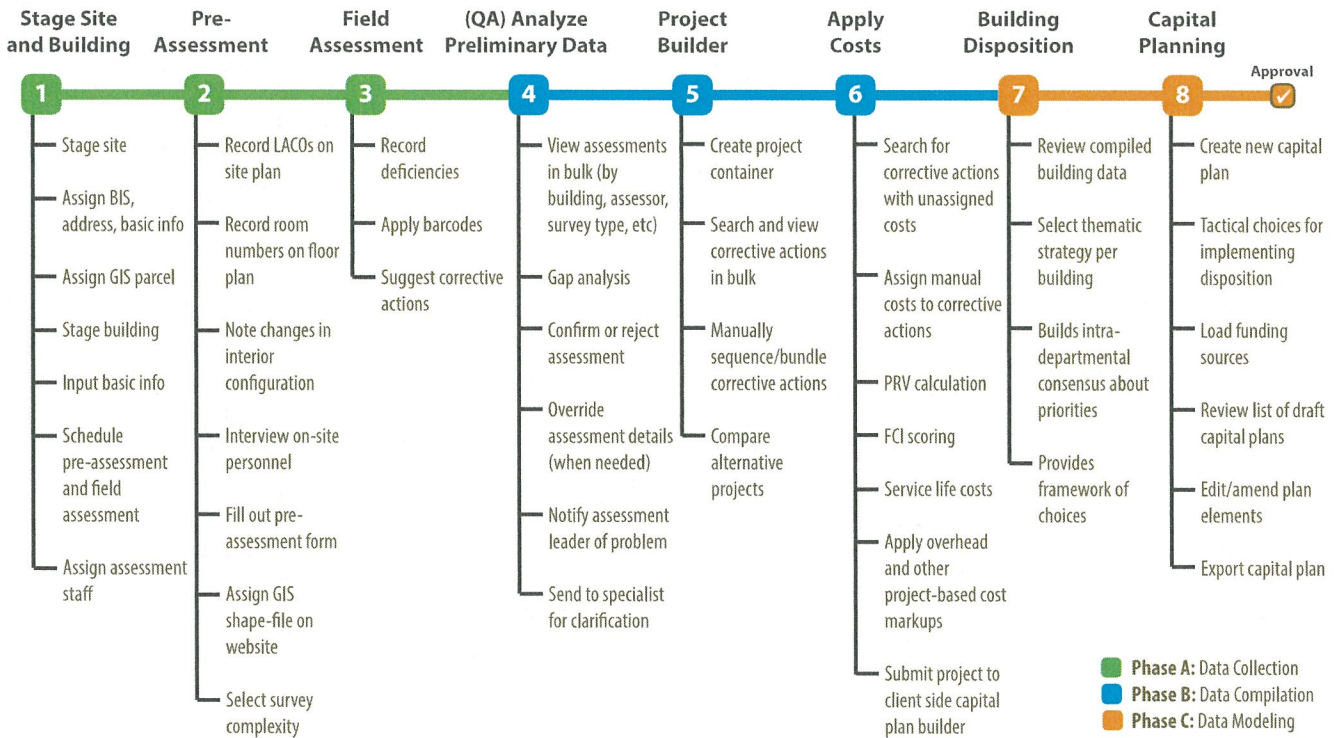 Stage Site
and Building
1
Stage site
Assign BIS,
address, basic info
Assign GIS parcel
Stage building
Input basic info
Schedule
pre-assessment
and field
assessment
Assign assessment
staff
Pre-
Assessment
2
Record LACOs on
site plan
Record room
numbers on floor
plan
Note changes in
interior
configuration
Interview on-site
personnel
Fill out pre-
assessment form
Assign GIS
shape-file on
website
Select survey
complexity
Field
Assessment
3
Record
deficiencies
Apply barcodes
Suggest corrective
actions
(QA) Analyze
Preliminary Data
4
View assessments
in bulk (by
building, assessor,
survey type, etc)
Gap analysis
Confirm or reject
assessment
Override
assessment details
(when needed)
Notify assessment
leader of problem
Send to specialist
for clarification
Project
Builder
5
Create project
container
Search and view
corrective actions
in bulk
Manually
sequence/bundle
corrective actions
Compare
alternative
projects
Apply
Costs
6
Search for
corrective actions
with unassigned
costs
Assign manual
costs to corrective
actions
PRV calculation
FCI scoring
Service life costs
Apply overhead
and other
project-based cost
markups
Submit project to
client side capital
plan builder
Building
Disposition
7
Review compiled
building data
Select thematic
strategy per
building
Builds intra-
departmental
consensus about
priorities
Provides
framework of
choices
Capital
Planning
8
Create new capital
plan
Tactical choices for
implementing
disposition
Load funding
sources
Review list of draft
capital plans
Edit/amend plan
elements
Export capital plan
Approval
Phase A: Data Collection
Phase B: Data Compilation
Phase C: Data Modeling